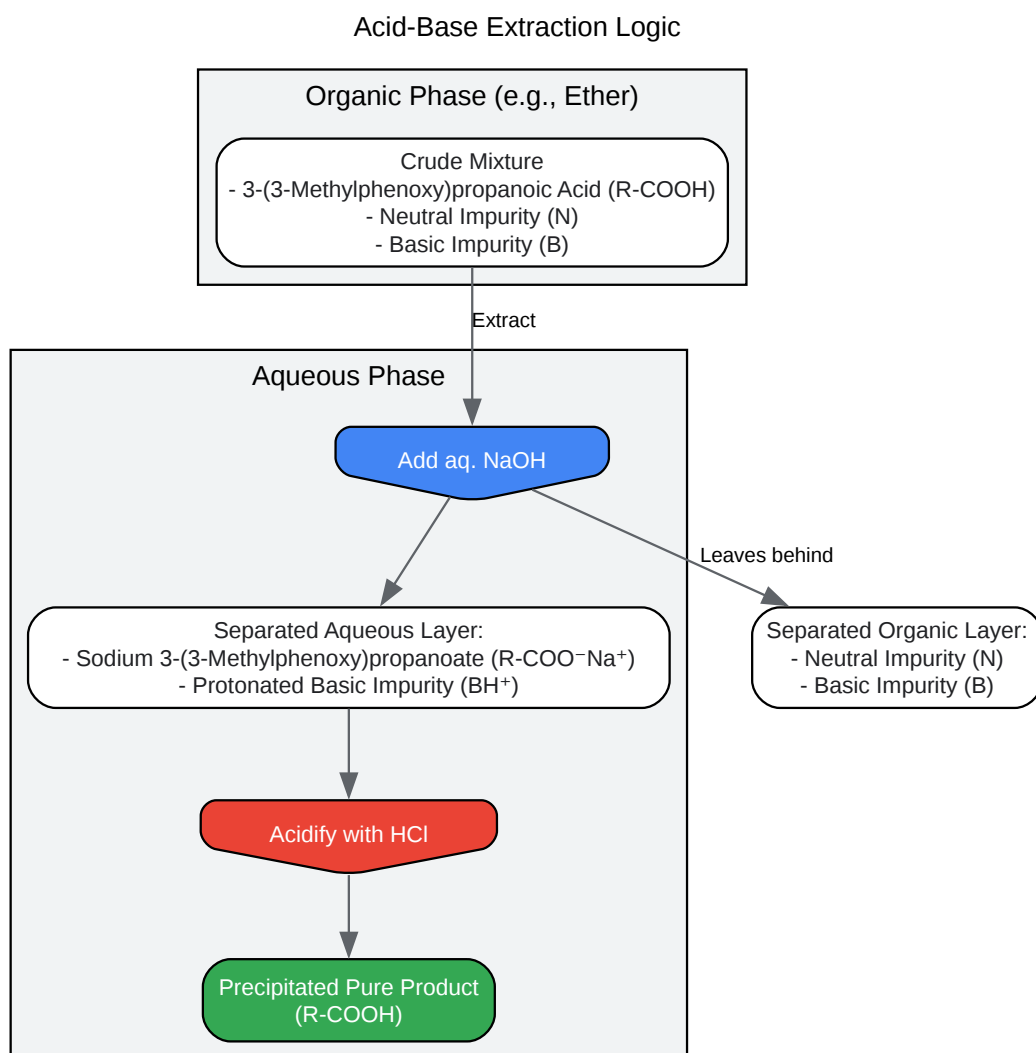 Acid-Base Extraction Logic
Organic Phase (e.g., Ether)
Crude Mixture
- 3-(3-Methylphenoxy)propanoic Acid (R-COOH)
- Neutral Impurity (N)
- Basic Impurity (B)
Extract
Aqueous Phase
Add aq. NaOH
Leaves behind
Separated Aqueous Layer:
- Sodium 3-(3-Methylphenoxy)propanoate (R-COO⁻Na⁺)
- Protonated Basic Impurity (BH⁺)
Separated Organic Layer:
- Neutral Impurity (N)
- Basic Impurity (B)
Acidify with HCl
Precipitated Pure Product
(R-COOH)